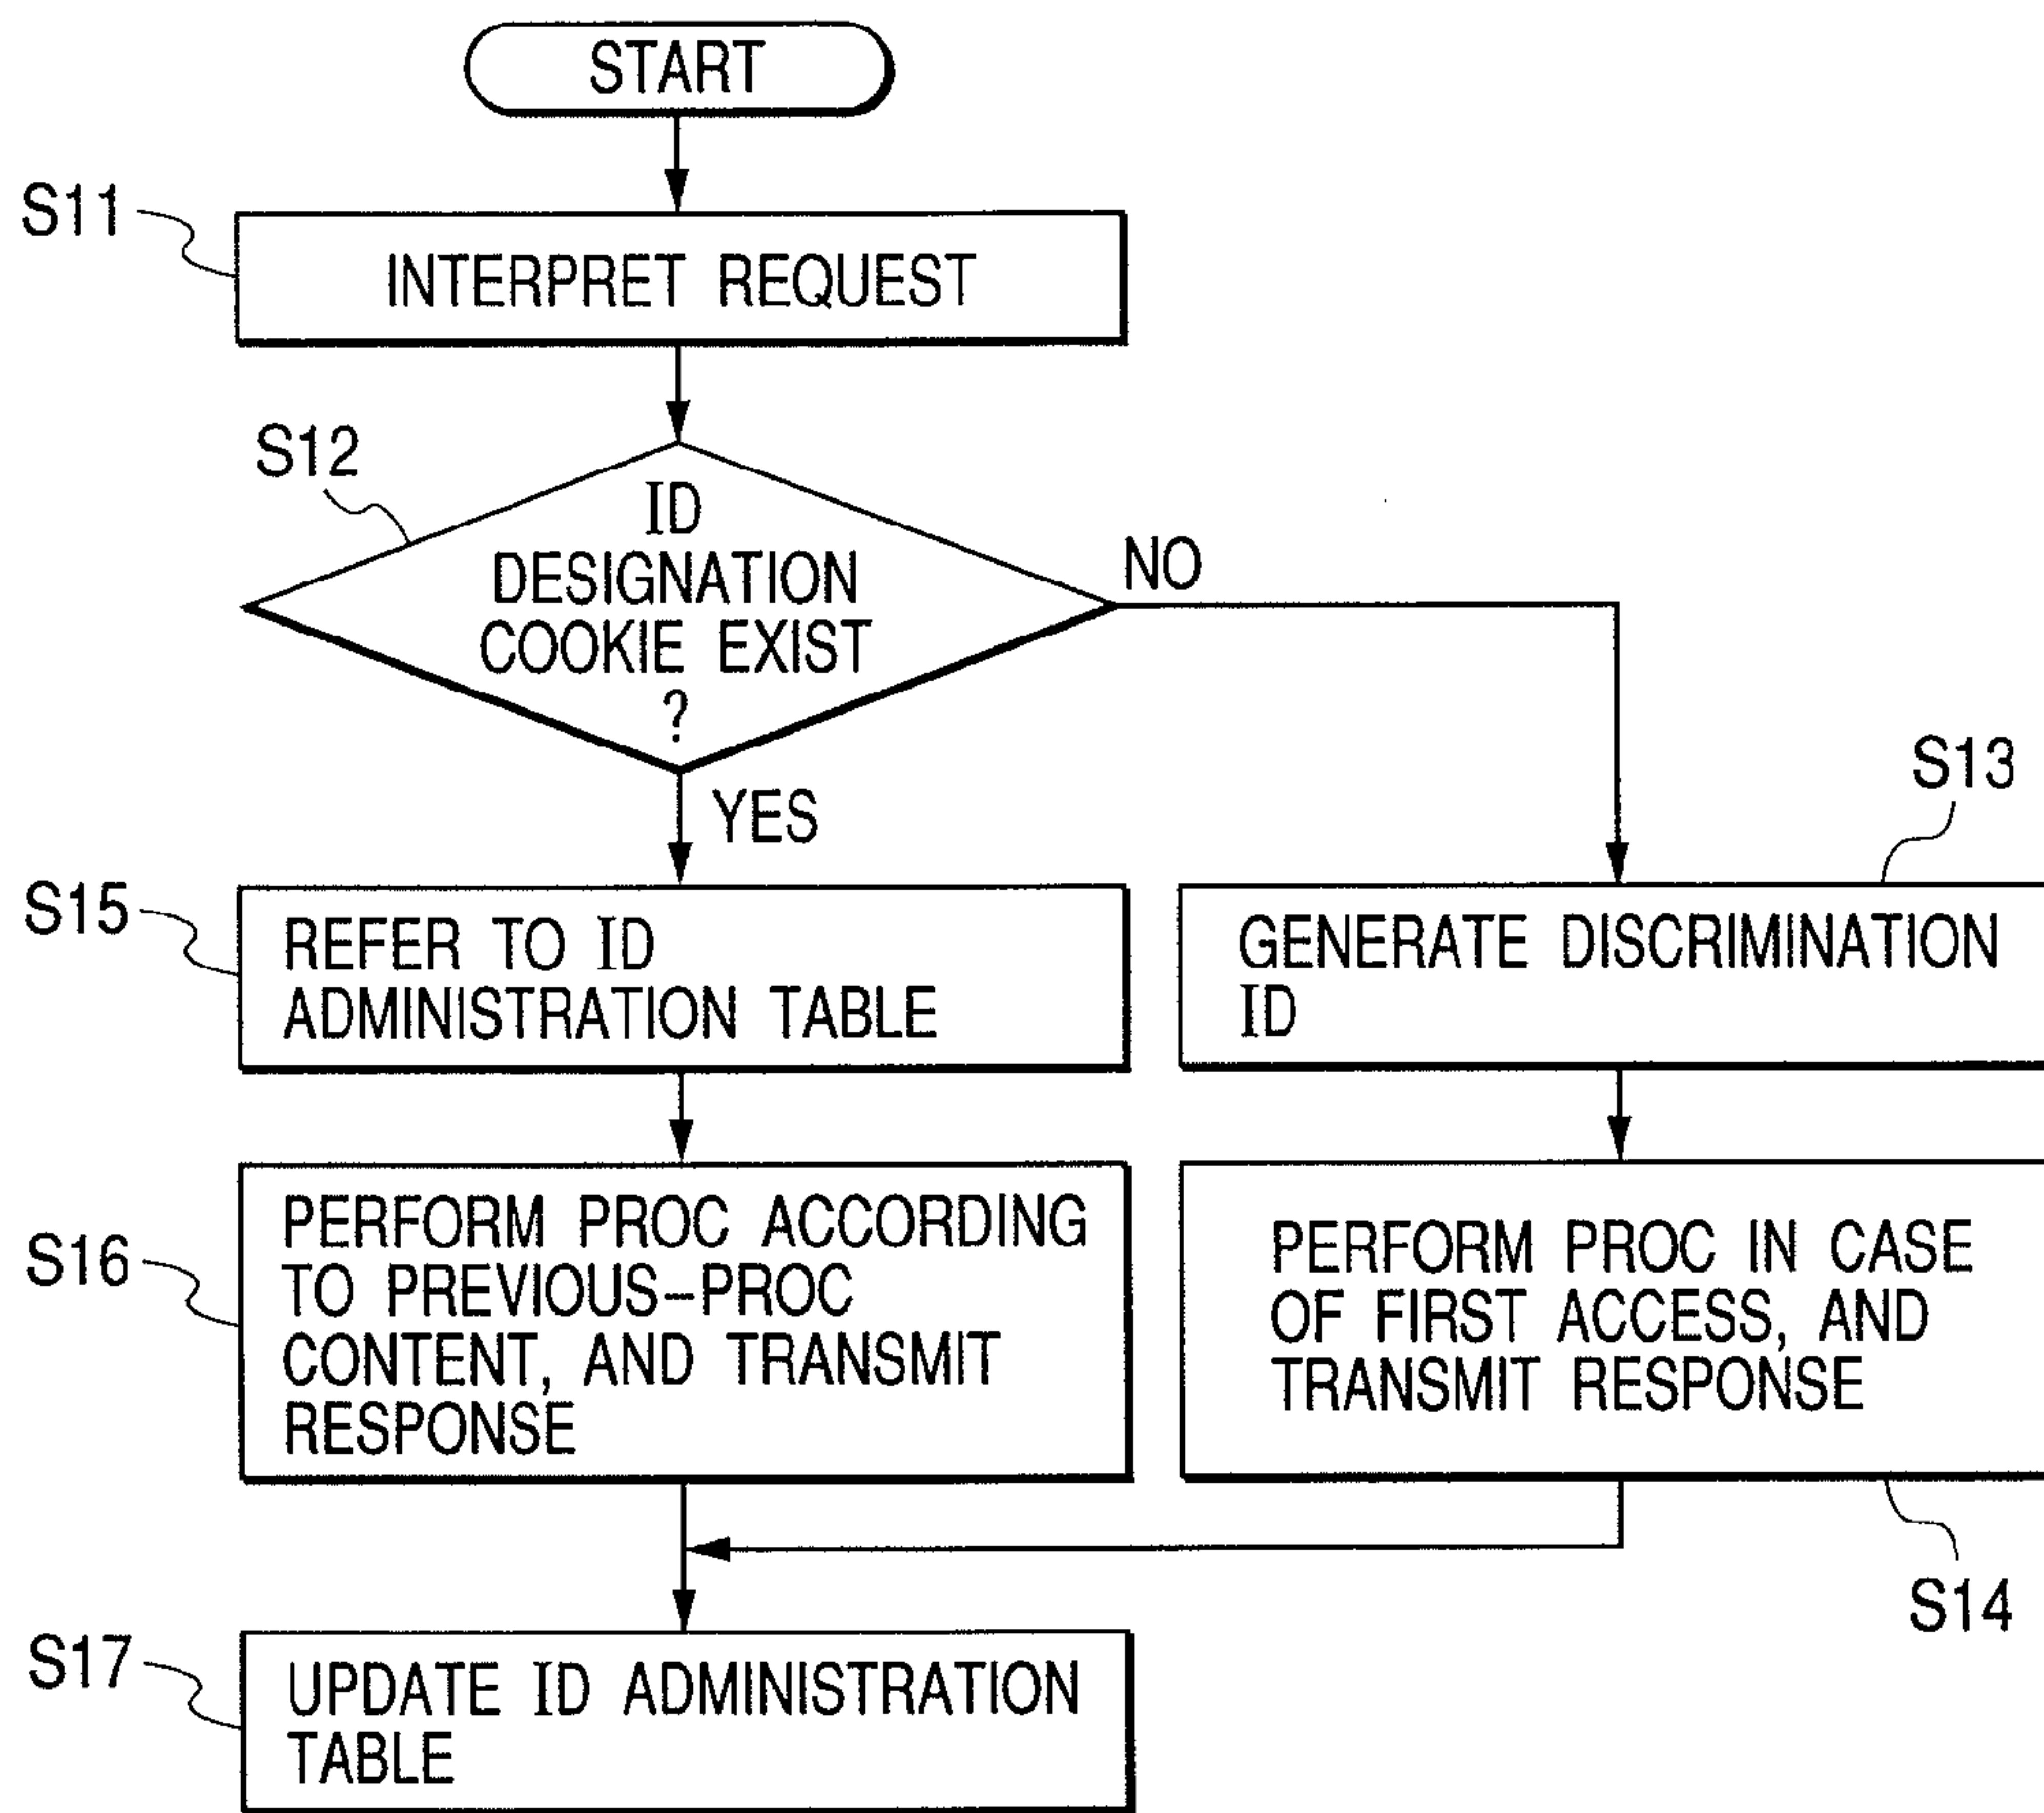 START
S11
INTERPRET REQUEST
S12
ID
DESIGNATION
COOKIE EXIST
?
NO
YES
S13
S15
REFER TO ID
ADMINISTRATION TABLE
GENERATE DISCRIMINATION
ID
S16
PERFORM PROC ACCORDING
TO PREVIOUS-PROC
CONTENT, AND TRANSMIT
RESPONSE
PERFORM PROC IN CASE
OF FIRST ACCESS, AND
TRANSMIT RESPONSE
S14
S17
UPDATE ID ADMINISTRATION
TABLE